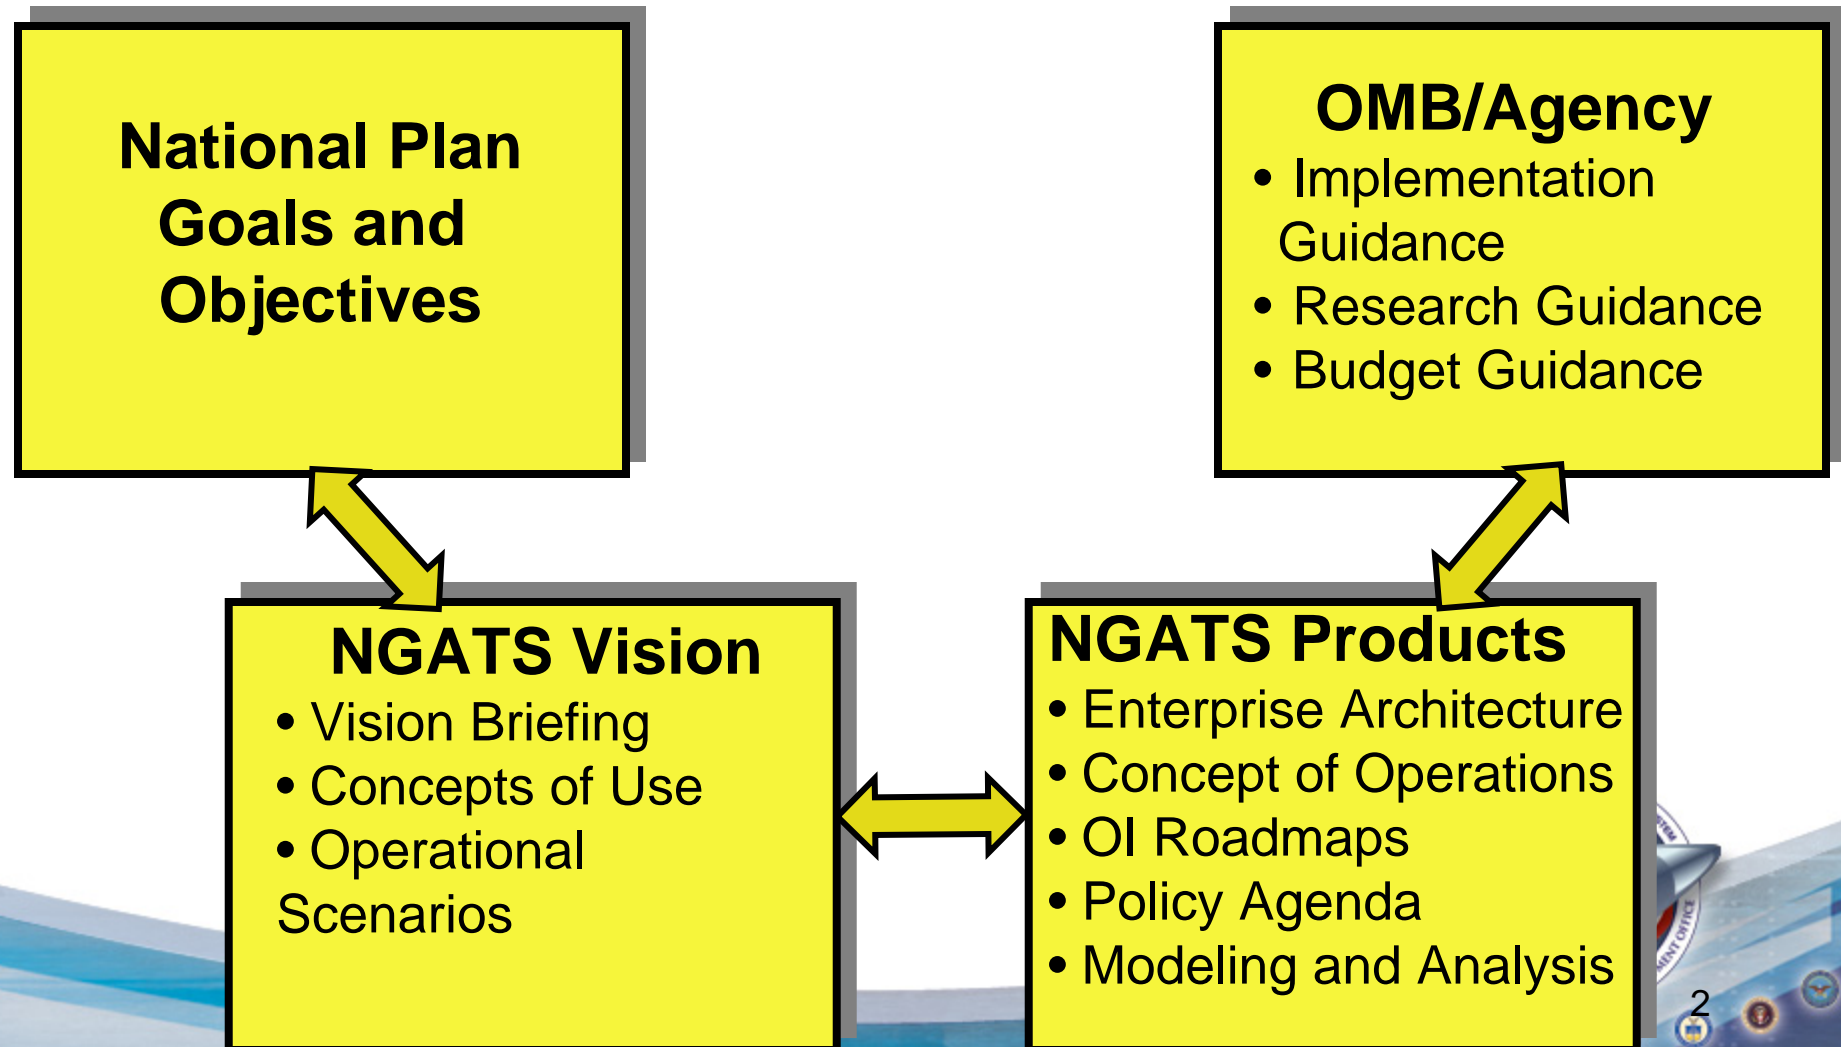 National Plan
Goals and
Objectives
OMB/Agency
• Implementation
Guidance
• Research Guidance
• Budget Guidance
NGATS Vision
• Vision Briefing
• Concepts of Use
• Operational
Scenarios
NGATS Products
• Enterprise Architecture
• Concept of Operations
• OI Roadmaps
• Policy Agenda
• Modeling and Analysis
OFFICE
2